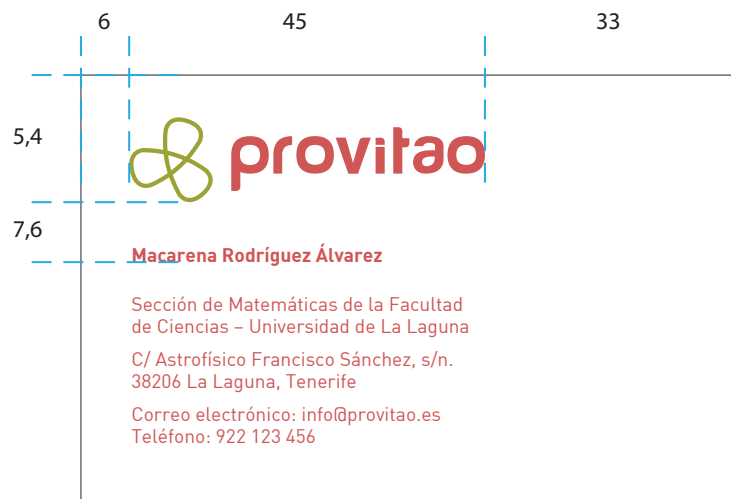 6 45 33
5,4
provitao
7,6
Macarena Rodríguez Álvarez
Sección de Matemáticas de la Facultad
de Ciencias – Universidad de La Laguna
C/ Astrofísico Francisco Sánchez, s/n.
38206 La Laguna, Tenerife
Correo electrónico: info@provitao.es
Teléfono: 922 123 456